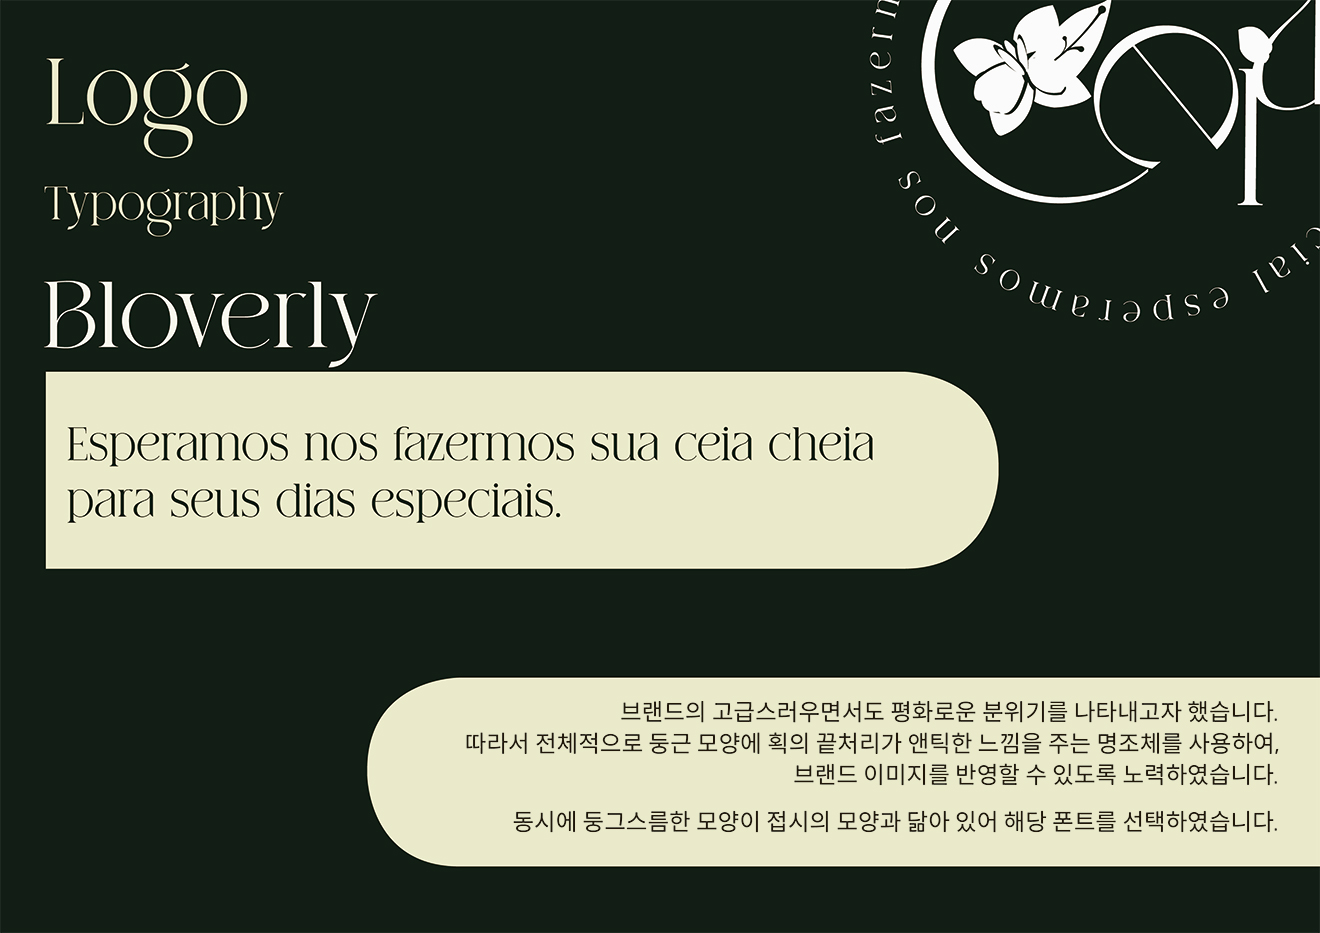 Logo
Typography
Bloverly
Esperamos nos fazermos sua ceia cheia
para seus dias especiais.
브랜드의 고급스러우면서도 평화로운 분위기를 나타내고자 했습니다.
따라서 전체적으로 둥근 모양에 획의 끝처리가 앤틱한 느낌을 주는 명조체를 사용하여,
브랜드 이미지를 반영할 수 있도록 노력하였습니다.
동시에 둥그스름한 모양이 접시의 모양과 닮아 있어 해당 폰트를 선택하였습니다.
cial esperamos nos fazerm